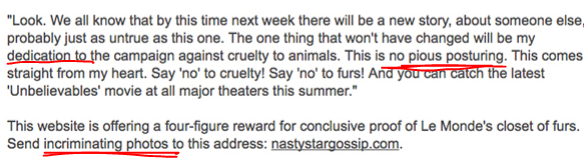 "Look. We all know that by this time next week there will be a new story, about someone else,
probably just as untrue as this one. The one thing that won't have changed will be my
dedication to the campaign against cruelty to animals. This is no pious posturing. This comes
straight from my heart. Say 'no' to cruelty! Say 'no' to furs! And you can catch the latest
'Unbelievables' movie at all major theaters this summer."
This website is offering a four-figure reward for conclusive proof of Le Monde's closet of furs.
Send incriminating photos to this address: nastystargossip.com.